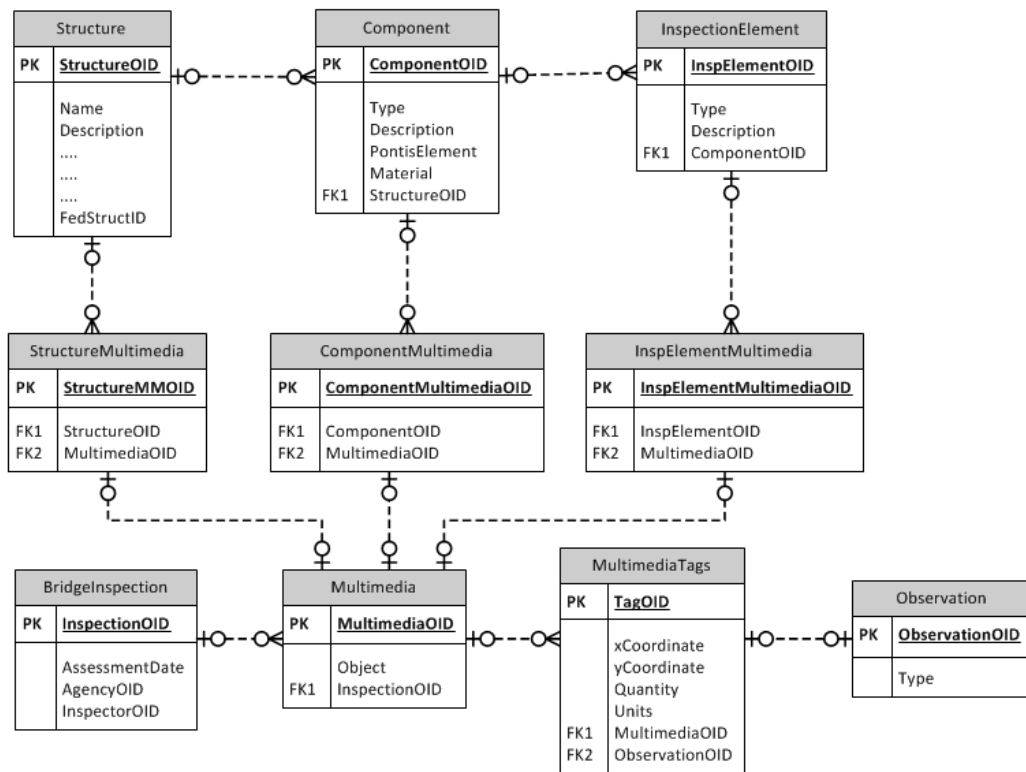 Structure
PK StructureOID
Name
Description
....
....
....
FedStructID
Component
PK ComponentOID
Type
Description
PontisElement
Material
FK1 StructureOID
InspectionElement
PK InspElementOID
Type
Description
FK1 ComponentOID
StructureMultimedia
PK StructureMMOID
FK1 StructureOID
FK2 MultimediaOID
ComponentMultimedia
PK ComponentMultimediaOID
FK1 ComponentOID
FK2 MultimediaOID
InspElementMultimedia
PK InspElementMultimediaOID
FK1 InspElementOID
FK2 MultimediaOID
BridgeInspection
PK InspectionOID
AssessmentDate
AgencyOID
InspectorOID
Multimedia
PK MultimediaOID
Object
FK1 InspectionOID
MultimediaTags
PK TagOID
xCoordinate
yCoordinate
Quantity
Units
FK1 MultimediaOID
FK2 ObservationOID
Observation
PK ObservationOID
Type